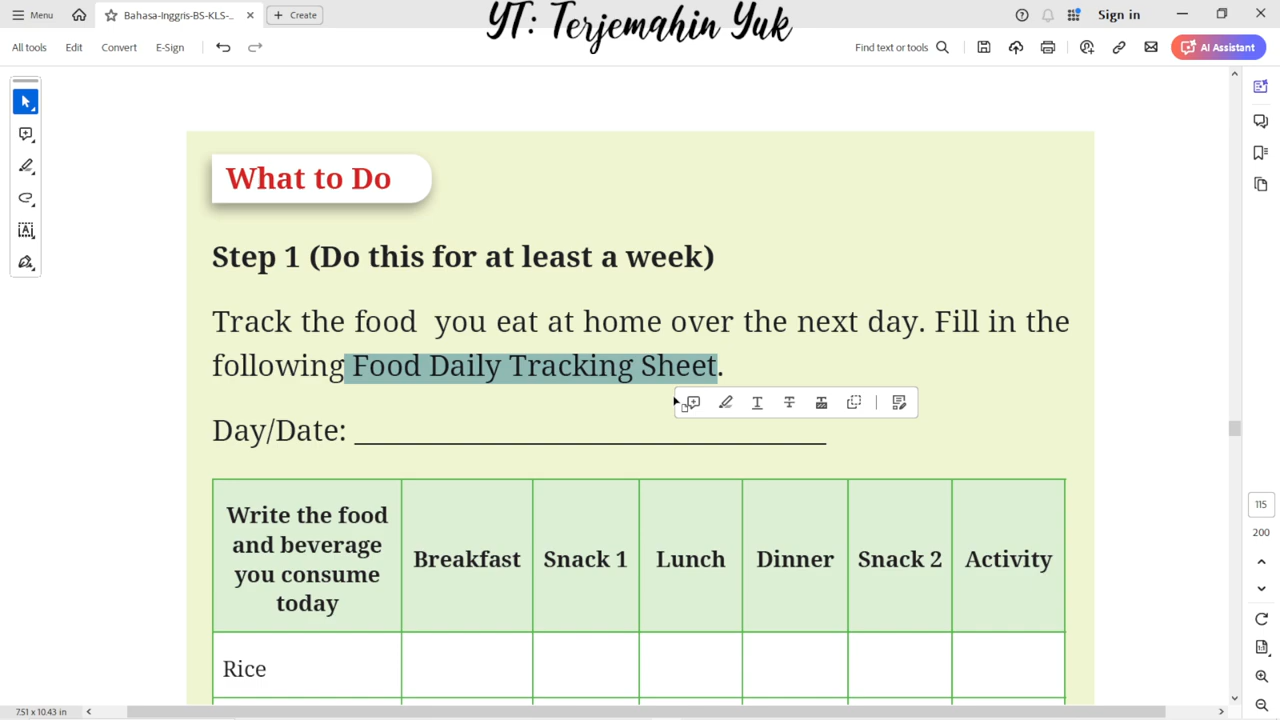 Menu
Bahasa-Inggris-BS-KLS-...
Create
YT: Terjemahin Yuk
Sign in
All tools
Edit
Convert
E-Sign
Find text or tools
AI Assistant
What to Do
Step 1 (Do this for at least a week)
Track the food you eat at home over the next day. Fill in the
following Food Daily Tracking Sheet.
Day/Date: ______________________________
Write the food
and beverage
you consume
today
Breakfast
Snack 1
Lunch
Dinner
Snack 2
Activity
Rice
115
200
7.51 x 10.43 in